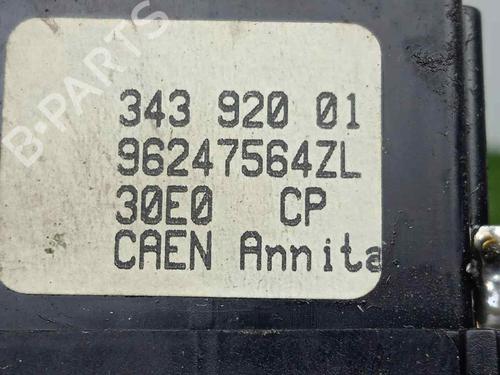 B-PARTS
343 920 01
96247564ZL
30E0 CP
CAEN Annita